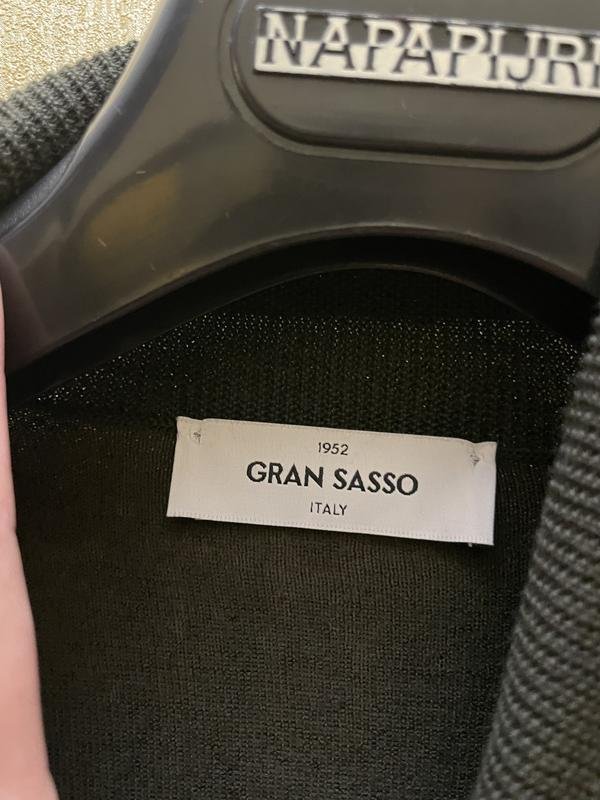 NAPAPIJRI
1952
GRAN SASSO
ITALY